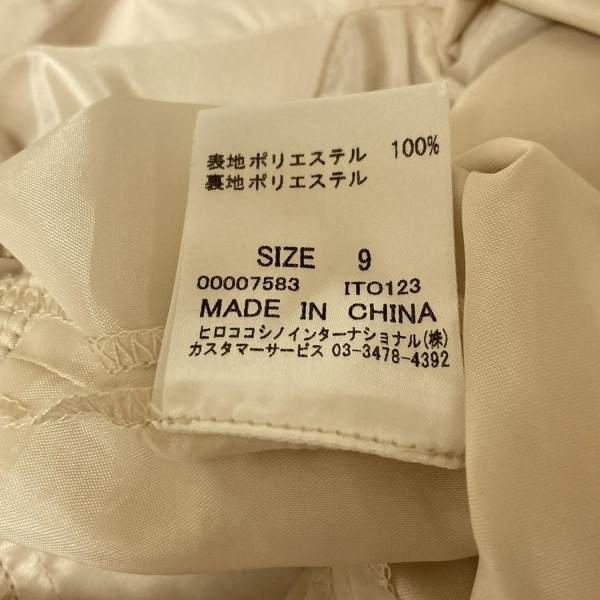 表地ポリエステル 100%
裏地ポリエステル
SIZE 9
00007583 ITO123
MADE IN CHINA
ヒロココシノインターナショナル(株)
カスタマーサービス 03-3478-4392